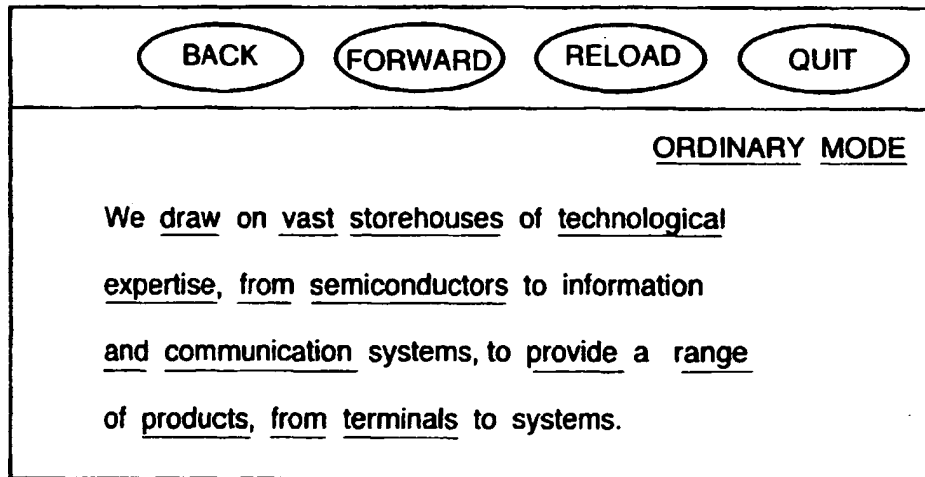 BACK FORWARD RELOAD QUIT
ORDINARY MODE
We draw on vast storehouses of technological
expertise, from semiconductors to information
and communication systems, to provide a range
of products, from terminals to systems.